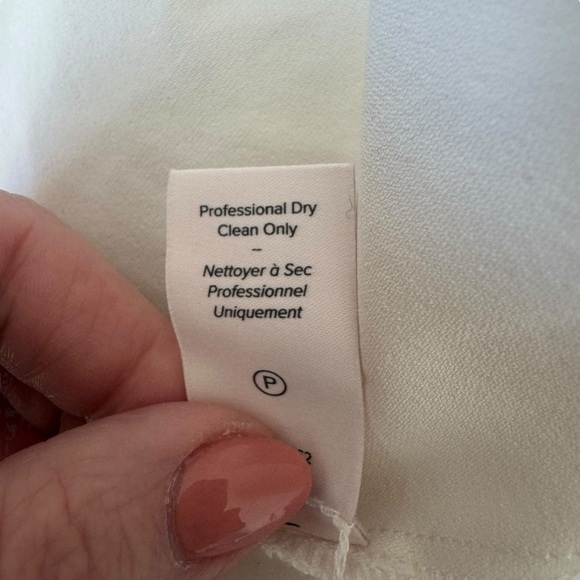 Professional Dry
Clean Only
–
Nettoyer à Sec
Professionnel
Uniquement
P